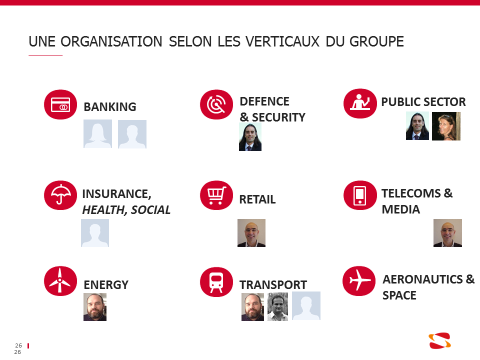 UNE ORGANISATION SELON LES VERTICAUX DU GROUPE
BANKING
DEFENCE
& SECURITY
PUBLIC SECTOR
INSURANCE,
HEALTH, SOCIAL
RETAIL
TELECOMS &
MEDIA
ENERGY
TRANSPORT
AERONAUTICS &
SPACE
26
26